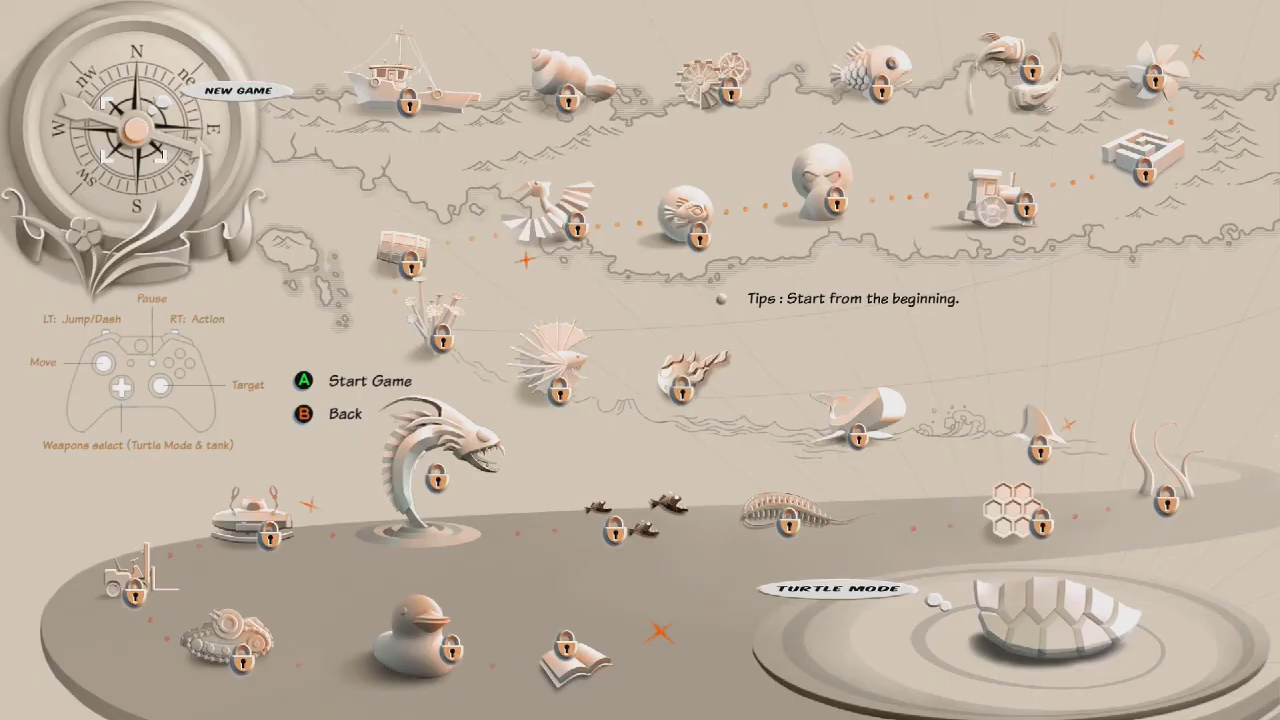 N
nw
ne
NEW GAME
W
E
sw
se
S
Tips : Start from the beginning.
Pause
LT: Jump/Dash
RT: Action
Move
Target
A Start Game
B Back
Weapons select (Turtle Mode & tank)
TURTLE MODE